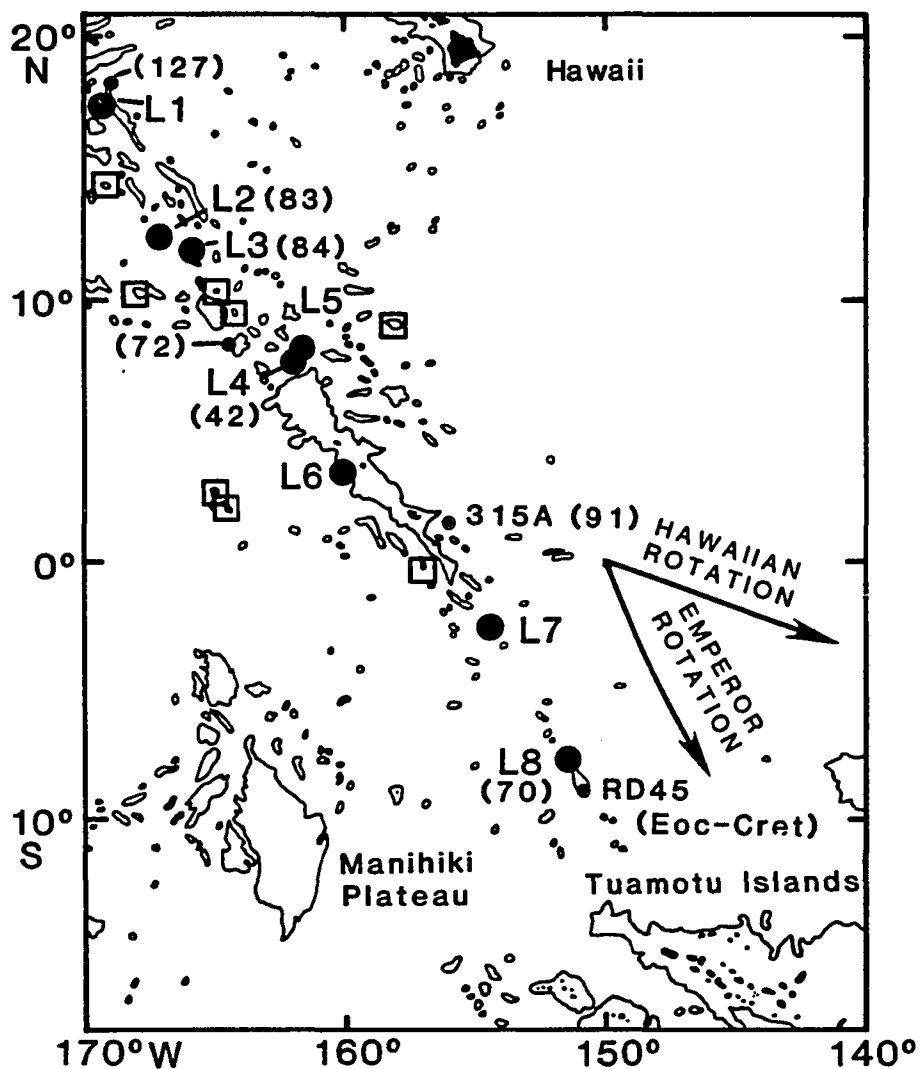 20°
N
Hawaii
(127)
L1
L2 (83)
L3 (84)
10°
L5
(72)
L4
(42)
L6
315A (91)
HAWAIIAN
ROTATION
0°
EMPEROR
ROTATION
L7
L8
(70)
RD45
(Eoc-Cret)
10°
S
Manihiki
Plateau
Tuamotu Islands
170°W
160°
150°
140°